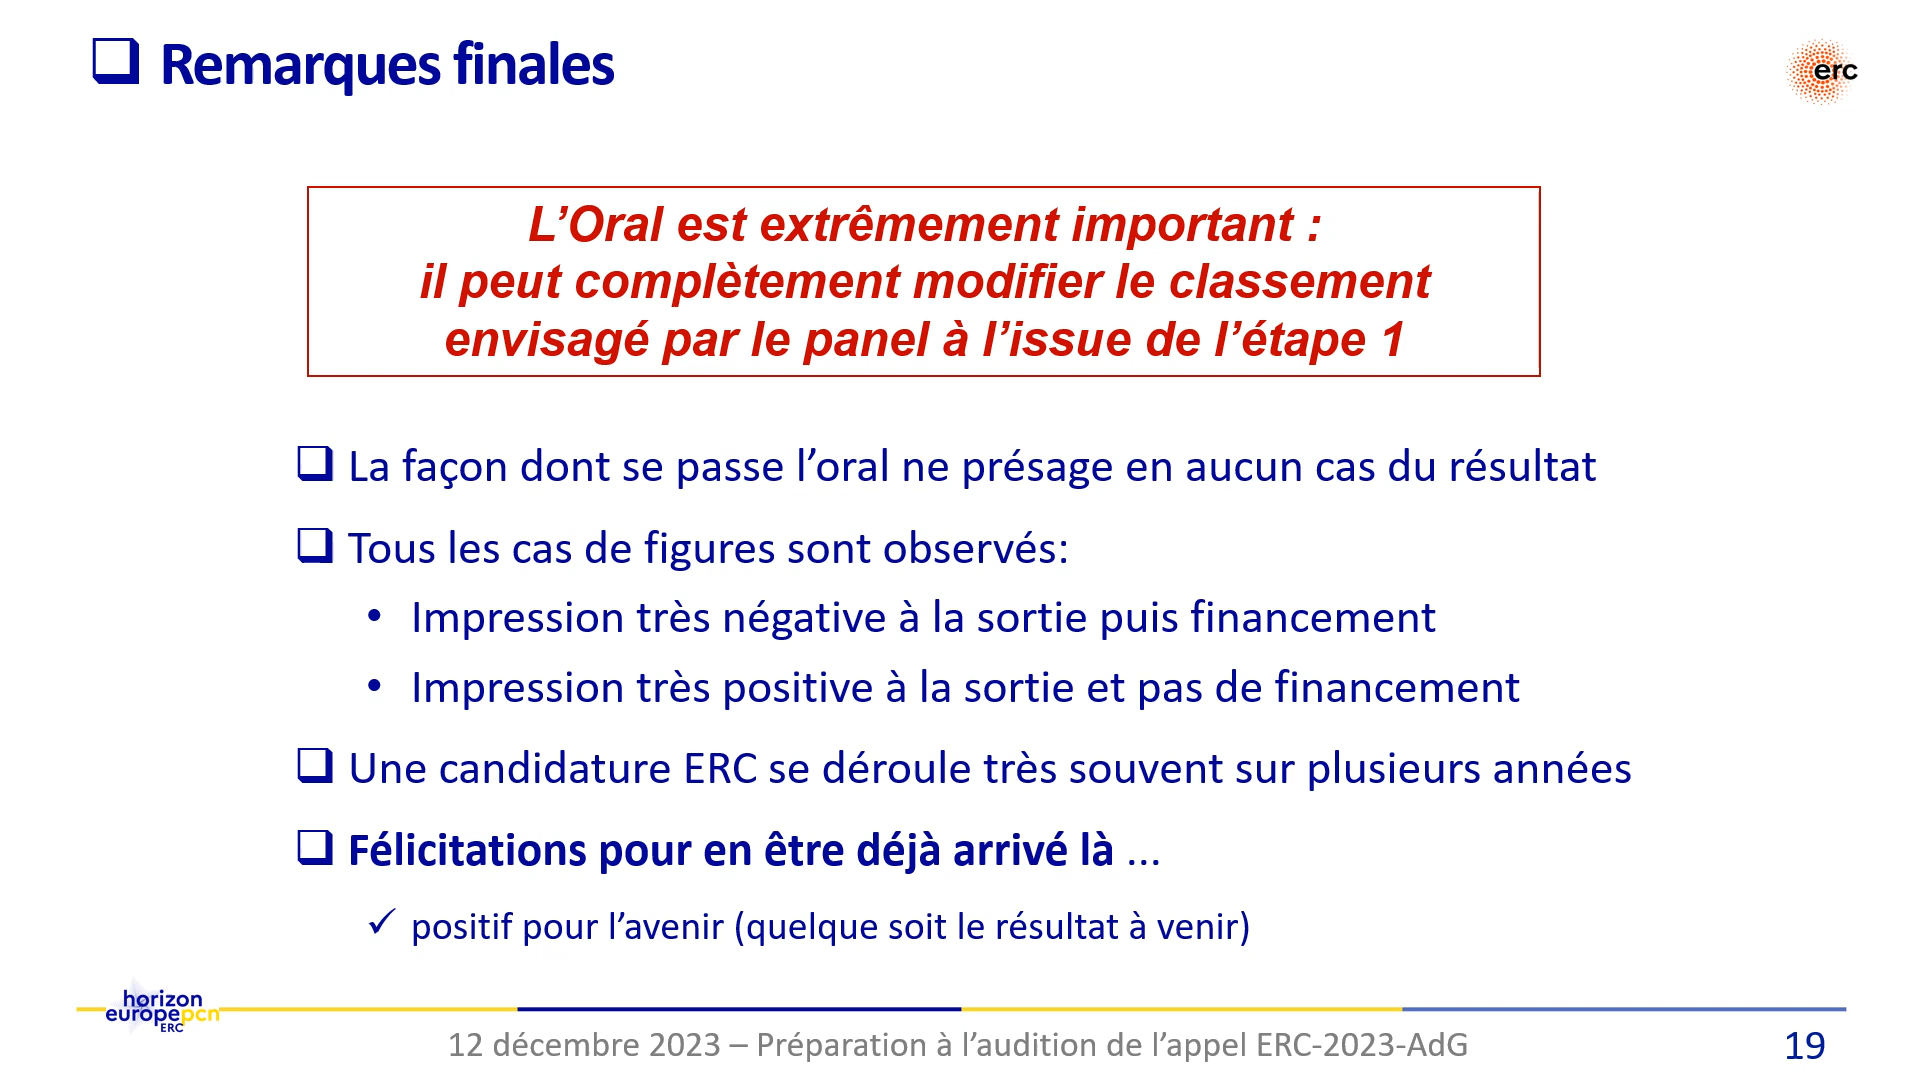 Remarques finales
erc
L’Oral est extrêmement important :
il peut complètement modifier le classement
envisagé par le panel à l’issue de l’étape 1
La façon dont se passe l’oral ne présage en aucun cas du résultat
Tous les cas de figures sont observés:
• Impression très négative à la sortie puis financement
• Impression très positive à la sortie et pas de financement
Une candidature ERC se déroule très souvent sur plusieurs années
Félicitations pour en être déjà arrivé là ...
✓ positif pour l’avenir (quelque soit le résultat à venir)
horizon
europepcn
ERC
12 décembre 2023 – Préparation à l’audition de l’appel ERC-2023-AdG
19